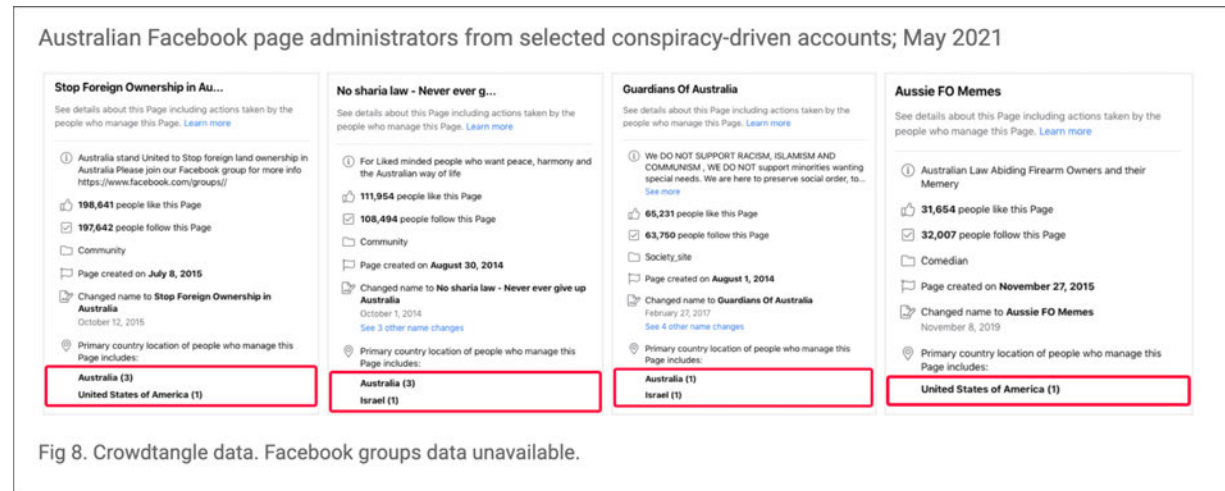 Australian Facebook page administrators from selected conspiracy-driven accounts; May 2021
Stop Foreign Ownership in Au...
See details about this Page including actions taken by the
people who manage this Page. Learn more
Australia stand United to Stop foreign land ownership in
Australia Please join our Facebook group for more info
https://www.facebook.com/groups//
198,641 people like this Page
197,642 people follow this Page
Community
Page created on July 8, 2015
Changed name to Stop Foreign Ownership in
Australia
October 12, 2015
Primary country location of people who manage this
Page includes:
Australia (3)
United States of America (1)
No sharia law - Never ever g...
See details about this Page including actions taken by the
people who manage this Page. Learn more
For Liked minded people who want peace, harmony and
the Australian way of life
111,954 people like this Page
108,494 people follow this Page
Community
Page created on August 30, 2014
Changed name to No sharia law - Never ever give up
Australia
October 1, 2014
See 3 other name changes
Primary country location of people who manage this
Page includes:
Australia (3)
Israel (1)
Guardians Of Australia
See details about this Page including actions taken by the
people who manage this Page. Learn more
We DO NOT SUPPORT RACISM, ISLAMISM AND
COMMUNISM , WE DO NOT support minorities wanting
special needs. We are here to preserve social order, to...
See more
65,231 people like this Page
63,750 people follow this Page
Society_site
Page created on August 1, 2014
Changed name to Guardians Of Australia
February 27, 2017
See 4 other name changes
Primary country location of people who manage this
Page includes:
Australia (1)
Israel (1)
Aussie FO Memes
See details about this Page including actions taken by the
people who manage this Page. Learn more
Australian Law Abiding Firearm Owners and their
Memery
31,654 people like this Page
32,007 people follow this Page
Comedian
Page created on November 27, 2015
Changed name to Aussie FO Memes
November 8, 2019
Primary country location of people who manage this
Page includes:
United States of America (1)
Fig 8. Crowdtangle data. Facebook groups data unavailable.